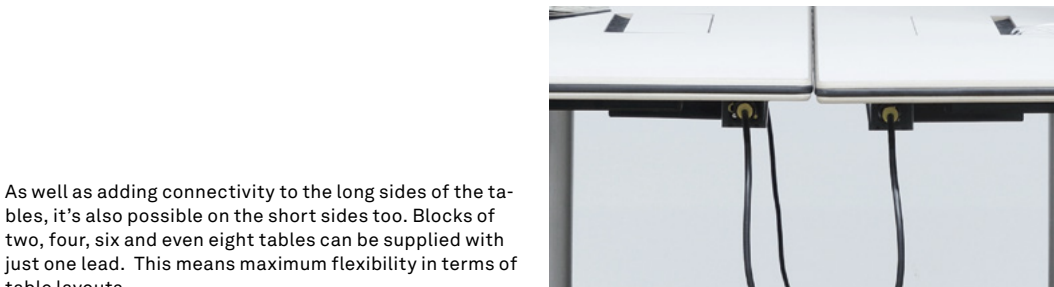 As well as adding connectivity to the long sides of the ta-
bles, it's also possible on the short sides too. Blocks of
two, four, six and even eight tables can be supplied with
just one lead.  This means maximum flexibility in terms of
table layouts